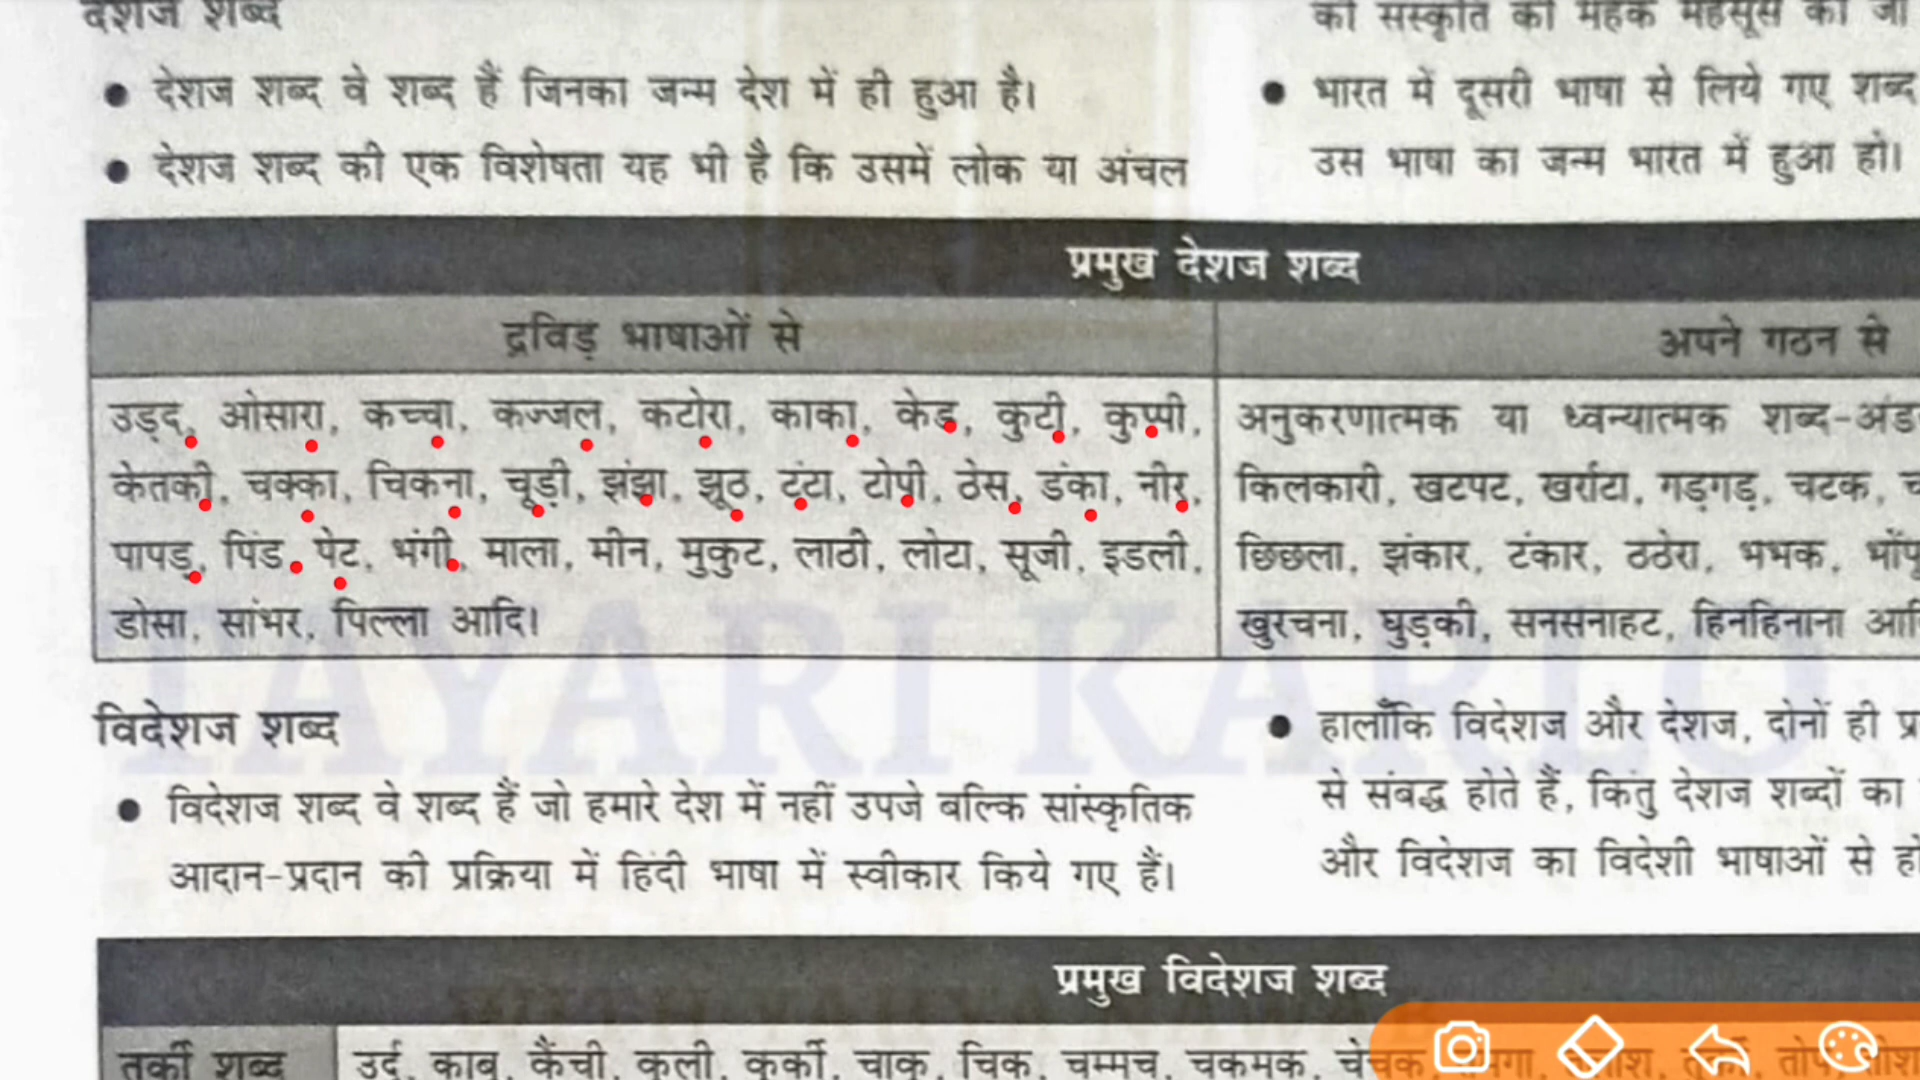 देशज शब्द
• देशज शब्द वे शब्द हैं जिनका जन्म देश में ही हुआ है।
• देशज शब्द की एक विशेषता यह भी है कि उसमें लोक या अंचल
की संस्कृति की महक महसूस की जा
• भारत में दूसरी भाषा से लिये गए शब्द
उस भाषा का जन्म भारत में हुआ हो।
प्रमुख देशज शब्द
द्रविड़ भाषाओं से
उड़द, ओसारा, कच्चा, कज्जल, कटोरा, काका, केड, कुटी, कुप्पी,
केतकी, चक्का, चिकना, चूड़ी, झंझा, झूठ, टंटा, टोपी, ठेस, डंका, नीर,
पापड़, पिंड, पेट, भंगी, माला, मीन, मुकुट, लाठी, लोटा, सूजी, इडली,
डोसा, सांभर, पिल्ला आदि।
अपने गठन से
अनुकरणात्मक या ध्वन्यात्मक शब्द-अंड
किलकारी, खटपट, खर्राटा, गड़गड़, चटक,
छिछला, झंकार, टंकार, ठठेरा, भभक, भोंपू
खुरचना, घुड़की, सनसनाहट, हिनहिनाना
TAYARI KARLO
विदेशज शब्द
• विदेशज शब्द वे शब्द हैं जो हमारे देश में नहीं उपजे बल्कि सांस्कृतिक
आदान-प्रदान की प्रक्रिया में हिंदी भाषा में स्वीकार किये गए हैं।
• हालाँकि विदेशज और देशज, दोनों ही
से संबद्ध होते हैं, किंतु देशज शब्दों का
और विदेशज का विदेशी भाषाओं से
प्रमुख विदेशज शब्द
तुर्की शब्द
उर्दू, काबू, कैंची, कुली, कुर्की, चाकू, चिक, चम्मच, चकमक,